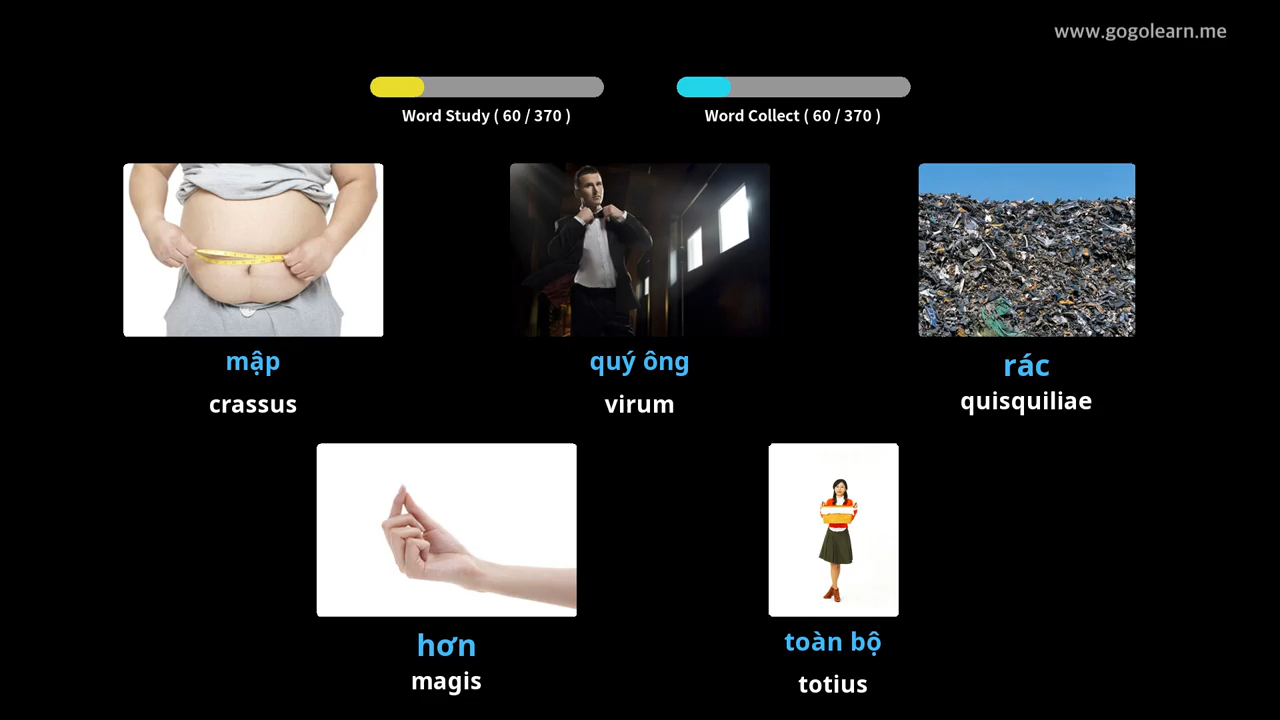 www.gogolearn.me
Word Study ( 60 / 370 )
Word Collect ( 60 / 370 )
mập
crassus
quý ông
virum
rác
quisquiliae
hơn
magis
toàn bộ
totius